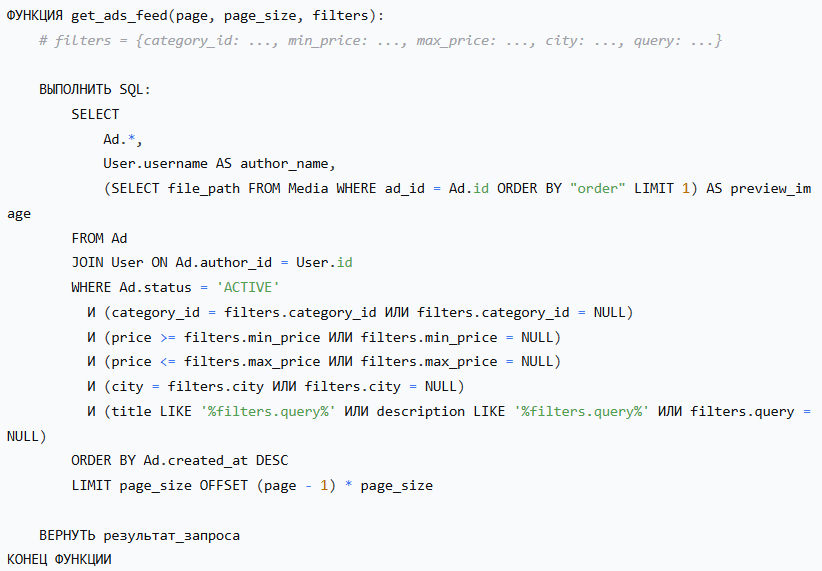 ФУНКЦИЯ get_ads_feed(page, page_size, filters):
    # filters = {category_id: ..., min_price: ..., max_price: ..., city: ..., query: ...}

    ВЫПОЛНИТЬ SQL:
        SELECT
            Ad.*,
            User.username AS author_name,
            (SELECT file_path FROM Media WHERE ad_id = Ad.id ORDER BY "order" LIMIT 1) AS preview_im
age
        FROM Ad
        JOIN User ON Ad.author_id = User.id
        WHERE Ad.status = 'ACTIVE'
          И (category_id = filters.category_id ИЛИ filters.category_id = NULL)
          И (price >= filters.min_price ИЛИ filters.min_price = NULL)
          И (price <= filters.max_price ИЛИ filters.max_price = NULL)
          И (city = filters.city ИЛИ filters.city = NULL)
          И (title LIKE '%filters.query%' ИЛИ description LIKE '%filters.query%' ИЛИ filters.query =
NULL)
        ORDER BY Ad.created_at DESC
        LIMIT page_size OFFSET (page - 1) * page_size

    ВЕРНУТЬ результат_запроса
КОНЕЦ ФУНКЦИИ